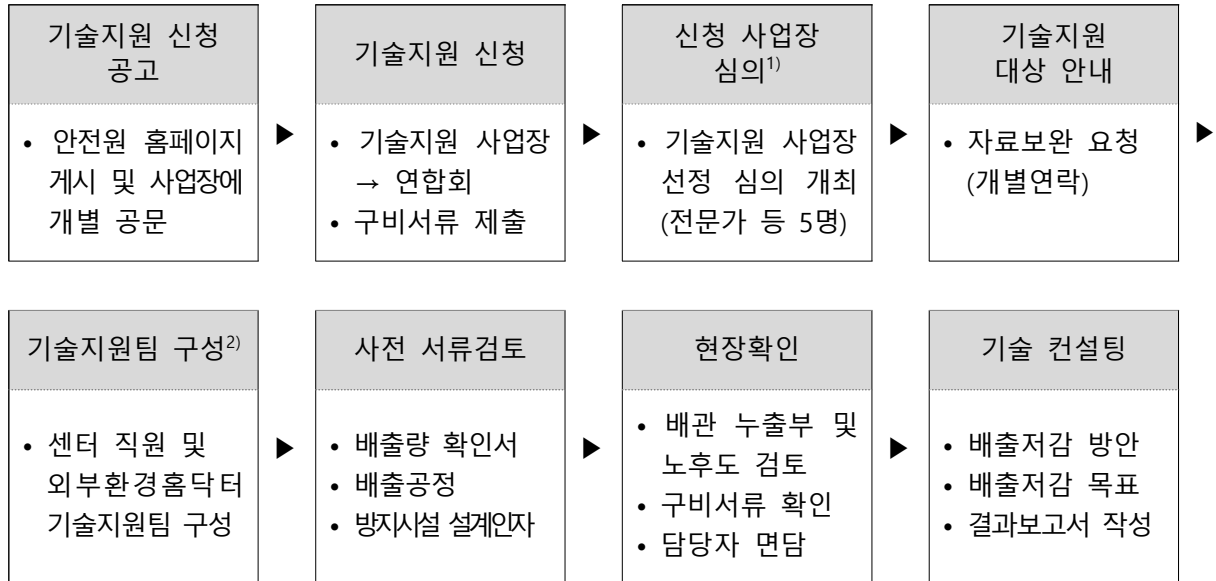 기술지원 신청
공고
• 안전원 홈페이지
게시 및 사업장에
개별 공문
▶
기술지원 신청
• 기술지원 사업장
→ 연합회
• 구비서류 제출
▶
신청 사업장
심의1)
• 기술지원 사업장
선정 심의 개최
(전문가 등 5명)
▶
기술지원
대상 안내
• 자료보완 요청
(개별연락)
▶
기술지원팀 구성2)
• 센터 직원 및
외부환경홈닥터
기술지원팀 구성
▶
사전 서류검토
• 배출량 확인서
• 배출공정
• 방지시설 설계인자
▶
현장확인
• 배관 누출부 및
노후도 검토
• 구비서류 확인
• 담당자 면담
▶
기술 컨설팅
• 배출저감 방안
• 배출저감 목표
• 결과보고서 작성